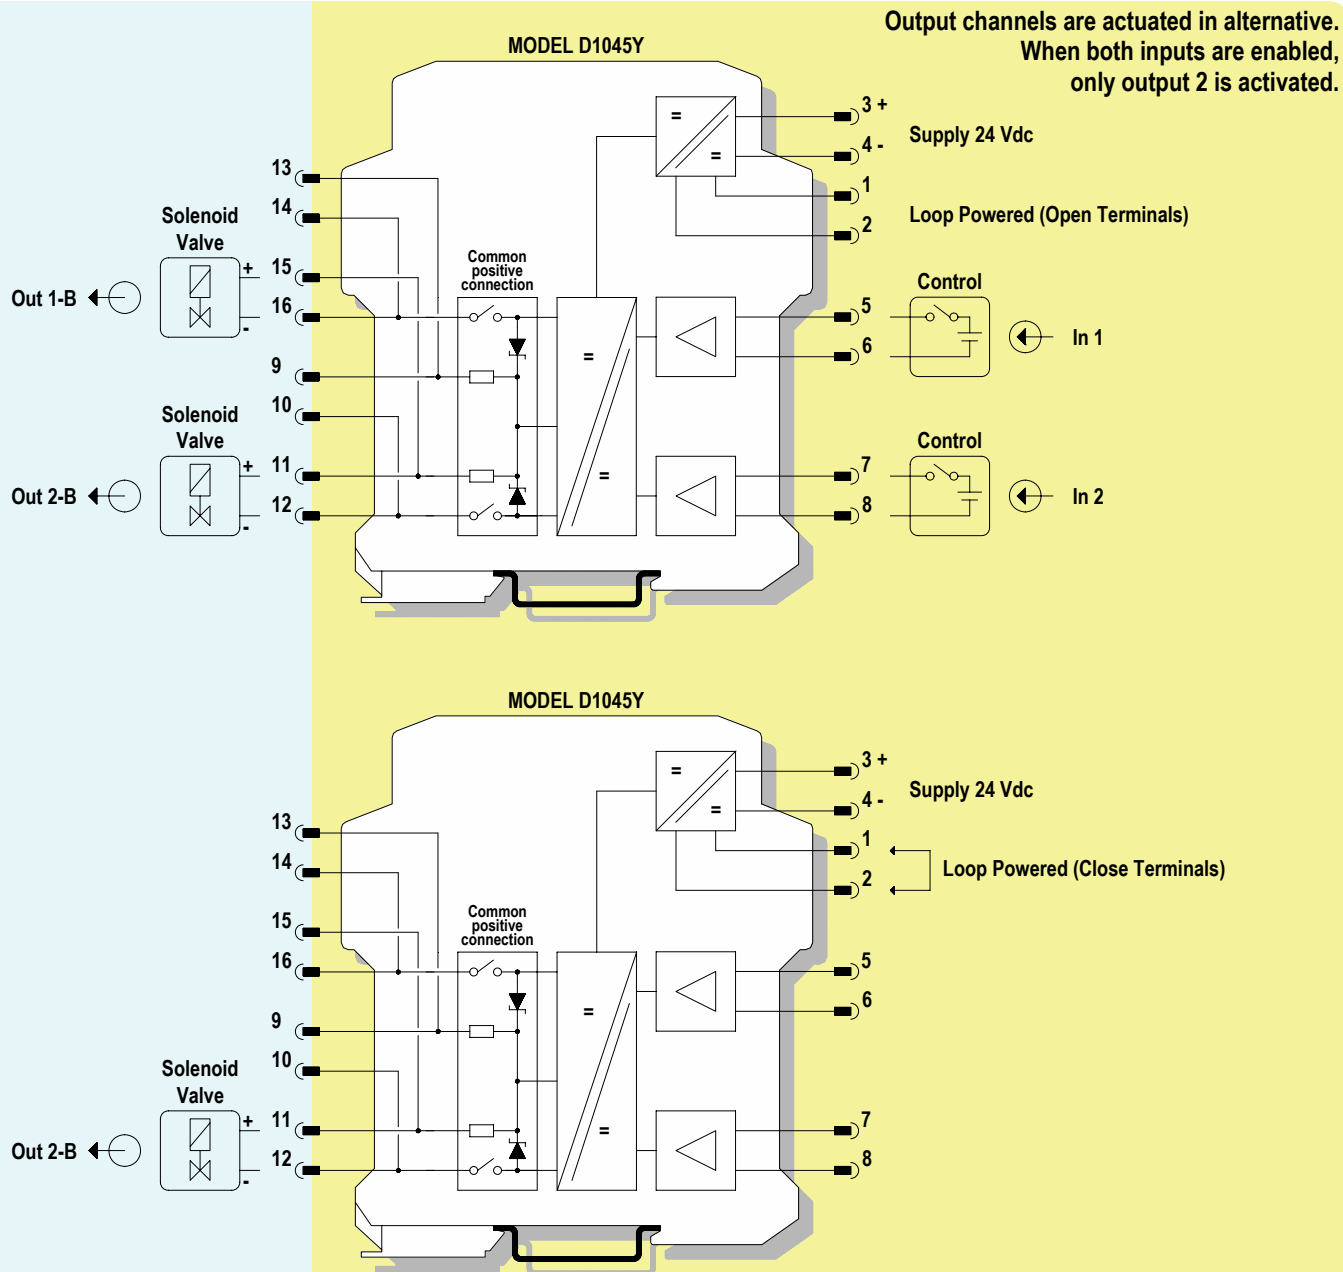 Output channels are actuated in alternative.
When both inputs are enabled,
only output 2 is activated.
MODEL D1045Y
3 +
4 -
Supply 24 Vdc
1
2
Loop Powered (Open Terminals)
13
14
Solenoid
Valve
+
-
15
16
Out 1-B
Common
positive
connection
=
=
=
=
5
6
Control
In 1
9
10
Solenoid
Valve
+
-
11
12
Out 2-B
7
8
Control
In 2
MODEL D1045Y
3 +
4 -
Supply 24 Vdc
1
2
Loop Powered (Close Terminals)
13
14
15
16
Common
positive
connection
=
=
=
=
5
6
9
10
Solenoid
Valve
+
-
11
12
Out 2-B
7
8